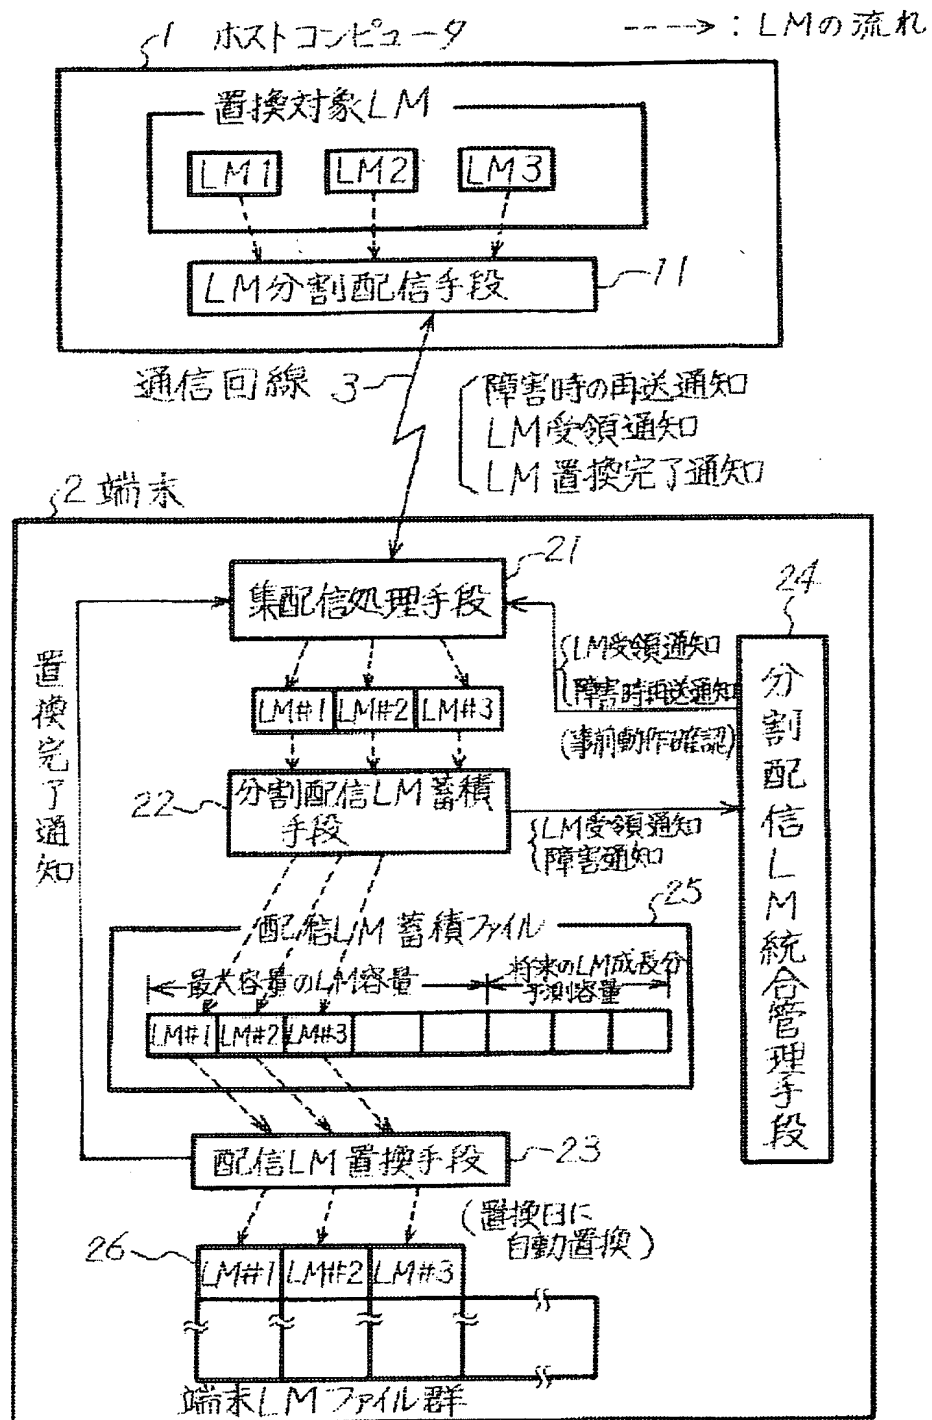 1 ホストコンピュータ
---→:LMの流れ
置換対象LM
LM1 LM2 LM3
LM分割配信手段
11
通信回線 3
障害時の再送通知
LM受領通知
LM置換完了通知
2 端末
21
集配信処理手段
24
置換完了通知
LM受領通知
障害時再送通知
(事前動作確認)
LM#1 LM#2 LM#3
22
分割配信LM蓄積
手段
LM受領通知
障害通知
分割配信LM統合管理手段
25
配信LM蓄積ファイル
最大容量のLM容量
将来のLM成長分
予測容量
LM#1 LM#2 LM#3
配信LM置換手段
23
(置換日に
自動置換)
26
LM#1 LM#2 LM#3
端末LMファイル群